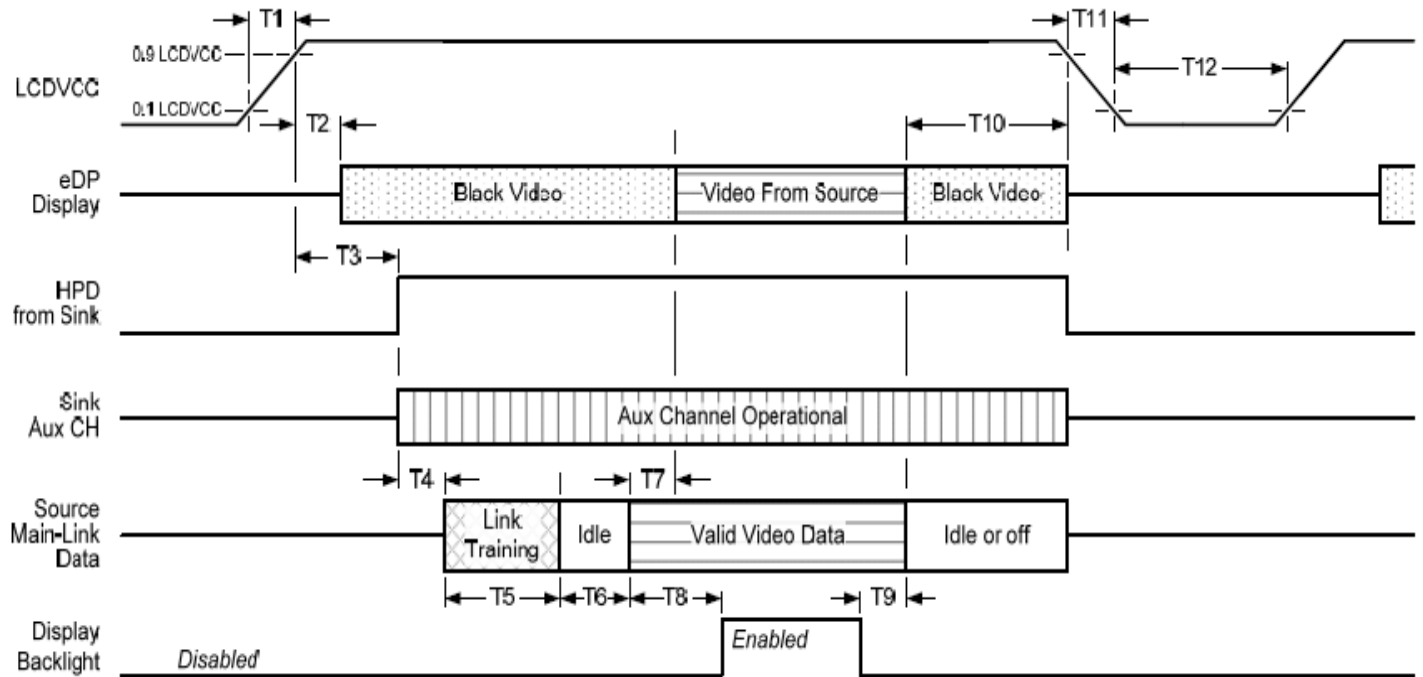 T1
T11
0.9 LCDVCC
T12
LCDVCC
0.1 LCDVCC
T2
T10
eDP
Display
Black Video
Video From Source
Black Video
T3
HPD
from Sink
Sink
Aux CH
Aux Channel Operational
T4
T7
Source
Main-Link
Data
Link
Training
Idle
Valid Video Data
Idle or off
T5
T6
T8
T9
Display
Backlight
Disabled
Enabled